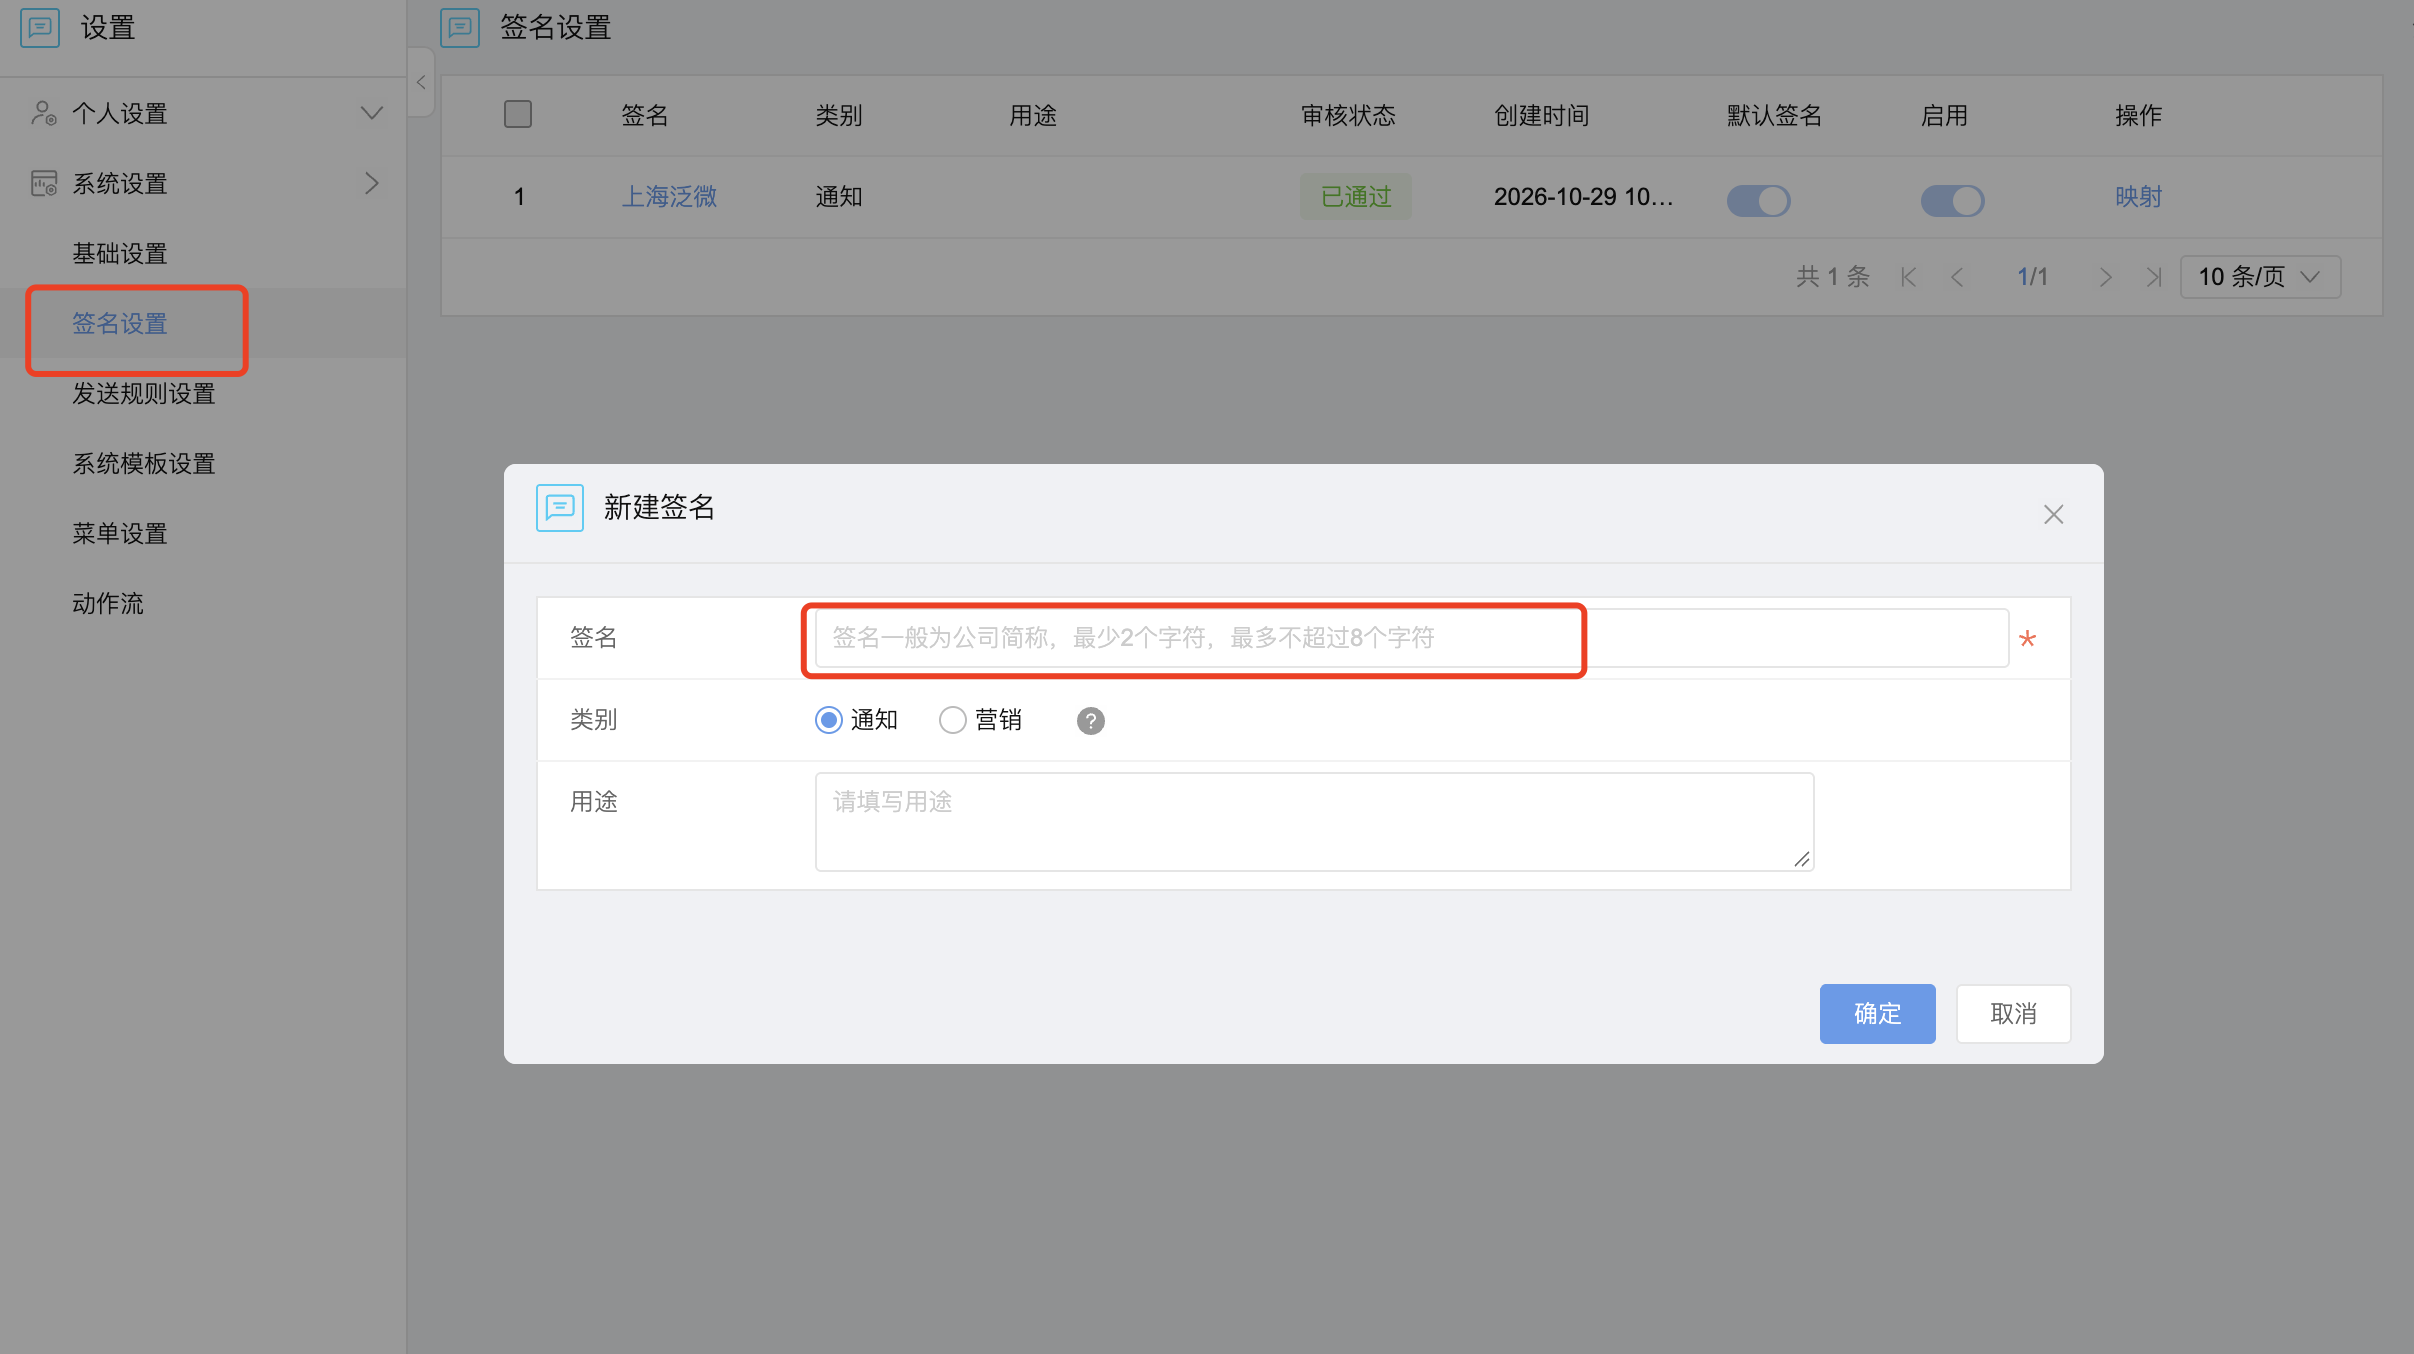 设置
个人设置
系统设置
基础设置
签名设置
发送规则设置
系统模板设置
菜单设置
动作流
签名设置
签名 类别 用途 审核状态 创建时间 默认签名 启用 操作
1 上海泛微 通知 已通过 2026-10-29 10... 映射
共 1 条 1/1 10 条/页
新建签名
签名 签名一般为公司简称，最少2个字符，最多不超过8个字符 *
类别 通知 营销 ?
用途 请填写用途
确定 取消